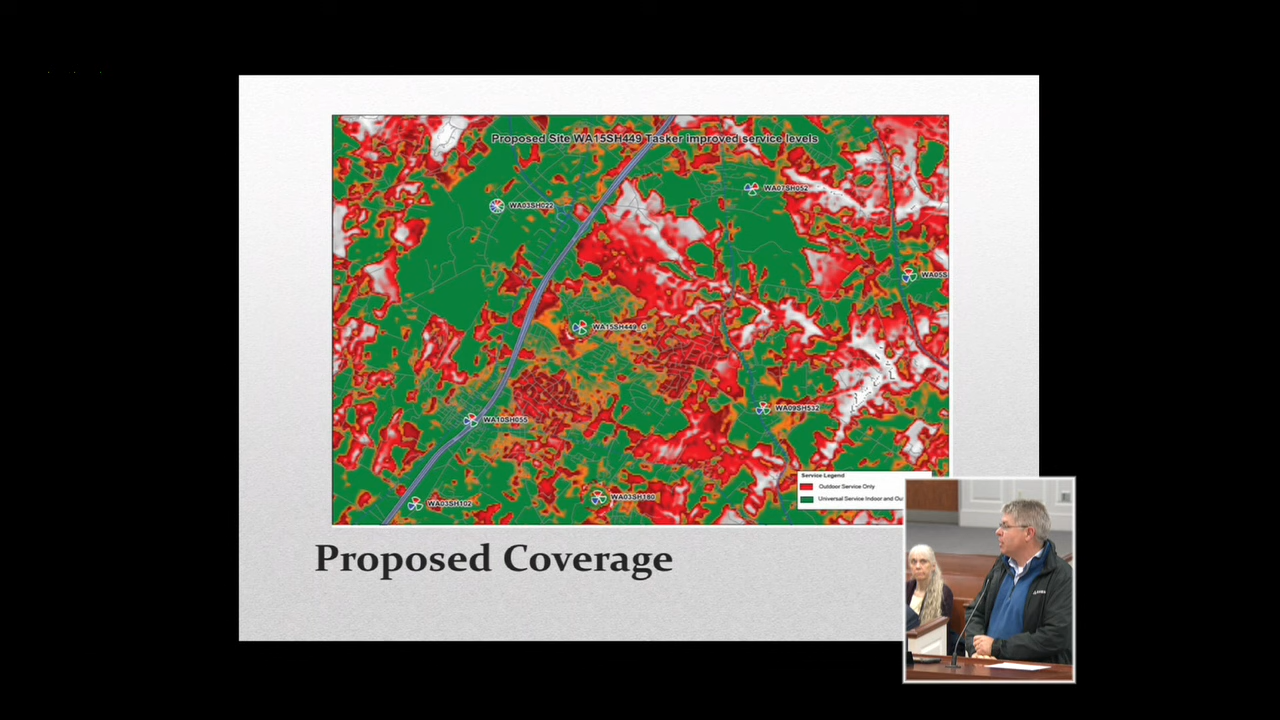 Proposed Site WA15SH449 Tasker improved service levels
WA07SH052
WA03SH022
WA05S
WA15SH449_G
WA09SH532
WA10SH055
WA03SH180
WA03SH102
Service Legend
Outdoor Service Only
Universal Service Indoor and Ou
Proposed Coverage